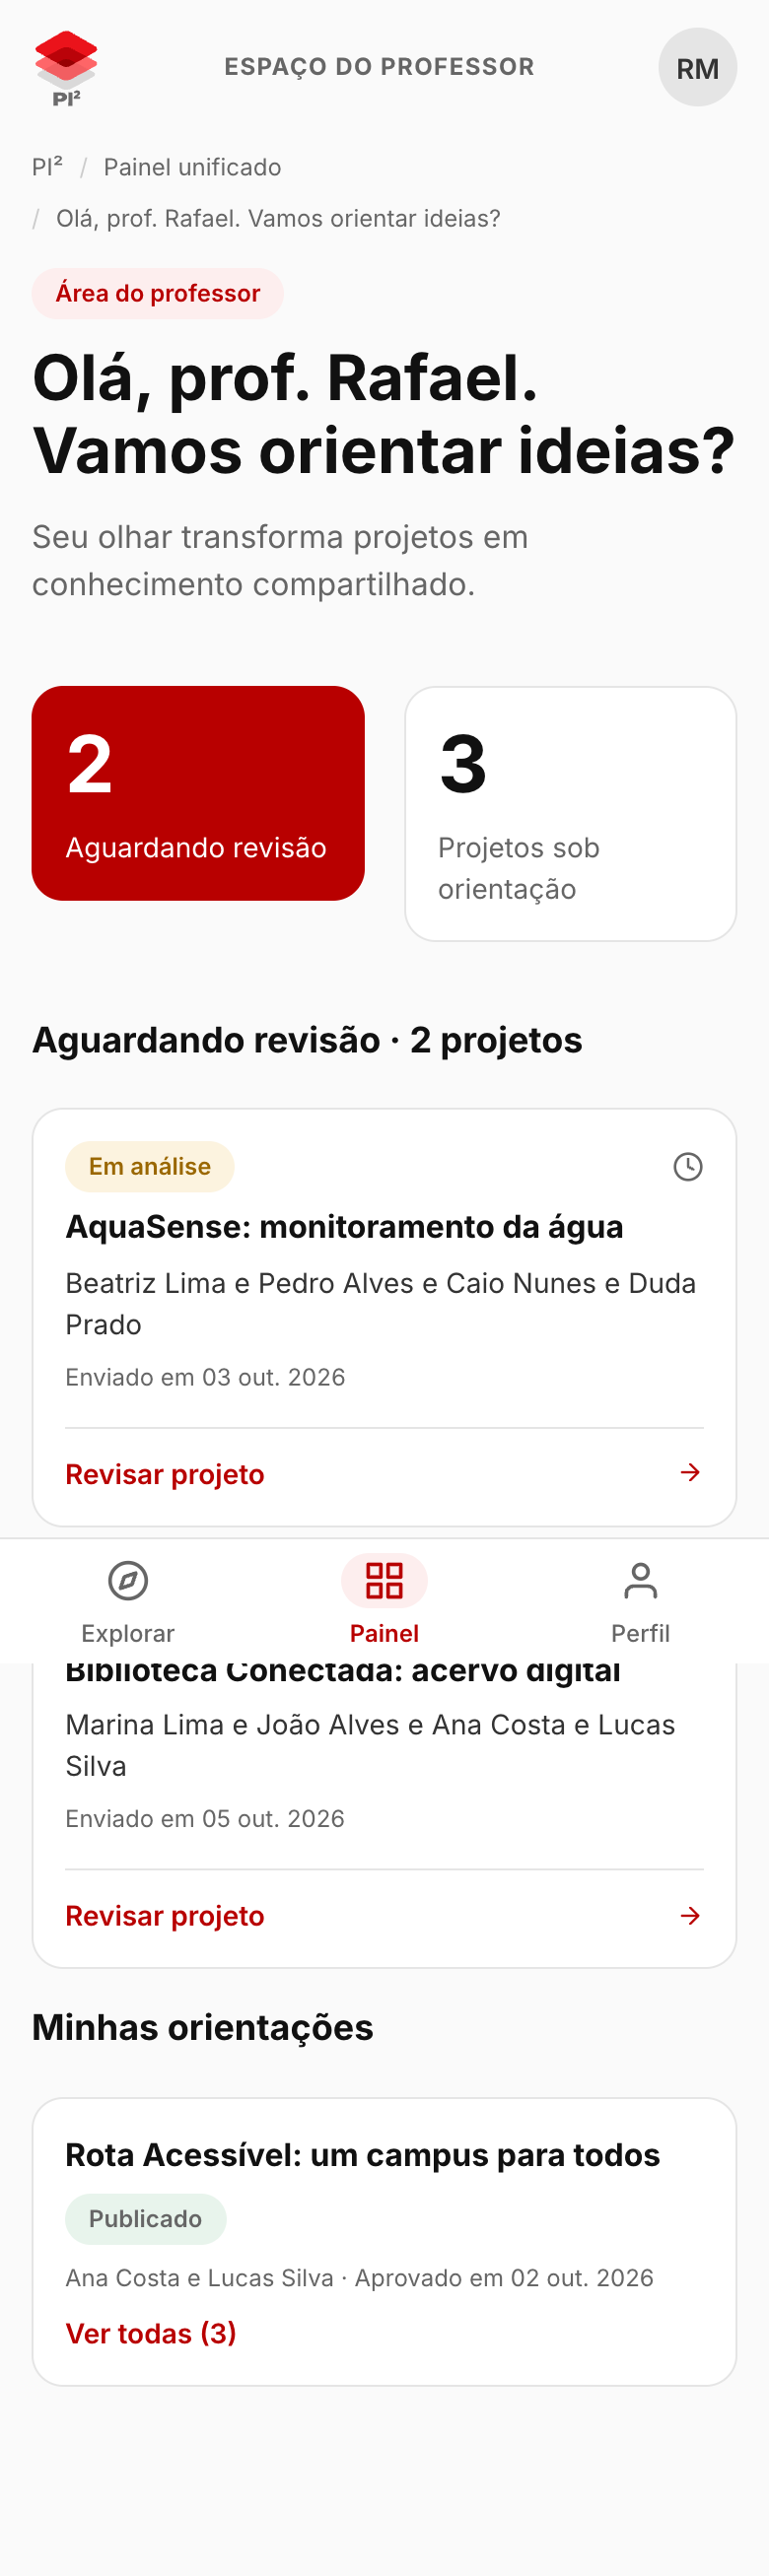 PI²
ESPAÇO DO PROFESSOR
RM
PI² / Painel unificado
/ Olá, prof. Rafael. Vamos orientar ideias?
Área do professor
Olá, prof. Rafael.
Vamos orientar ideias?
Seu olhar transforma projetos em
conhecimento compartilhado.
2
Aguardando revisão
3
Projetos sob
orientação
Aguardando revisão · 2 projetos
Em análise
AquaSense: monitoramento da água
Beatriz Lima e Pedro Alves e Caio Nunes e Duda
Prado
Enviado em 03 out. 2026
Revisar projeto →
Explorar
Painel
Perfil
Biblioteca Conectada: acervo digital
Marina Lima e João Alves e Ana Costa e Lucas
Silva
Enviado em 05 out. 2026
Revisar projeto →
Minhas orientações
Rota Acessível: um campus para todos
Publicado
Ana Costa e Lucas Silva · Aprovado em 02 out. 2026
Ver todas (3)